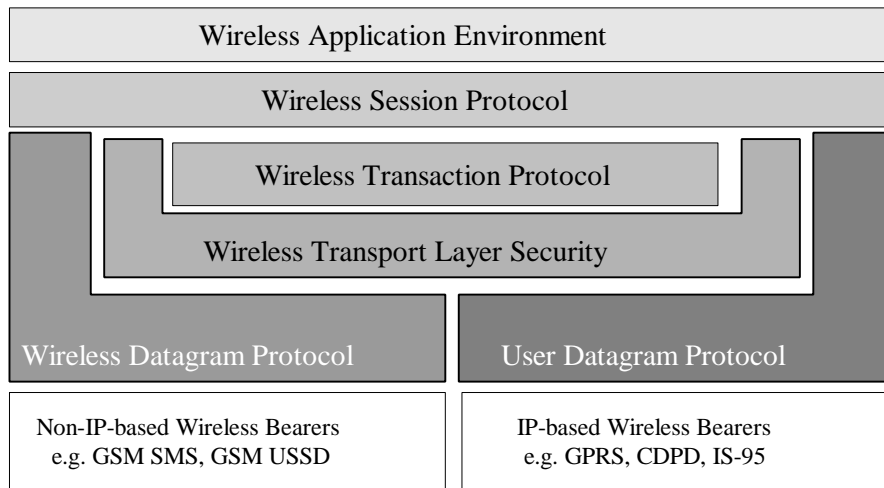 Wireless Application Environment
Wireless Session Protocol
Wireless Transaction Protocol
Wireless Transport Layer Security
Wireless Datagram Protocol
User Datagram Protocol
Non-IP-based Wireless Bearers
e.g. GSM SMS, GSM USSD
IP-based Wireless Bearers
e.g. GPRS, CDPD, IS-95